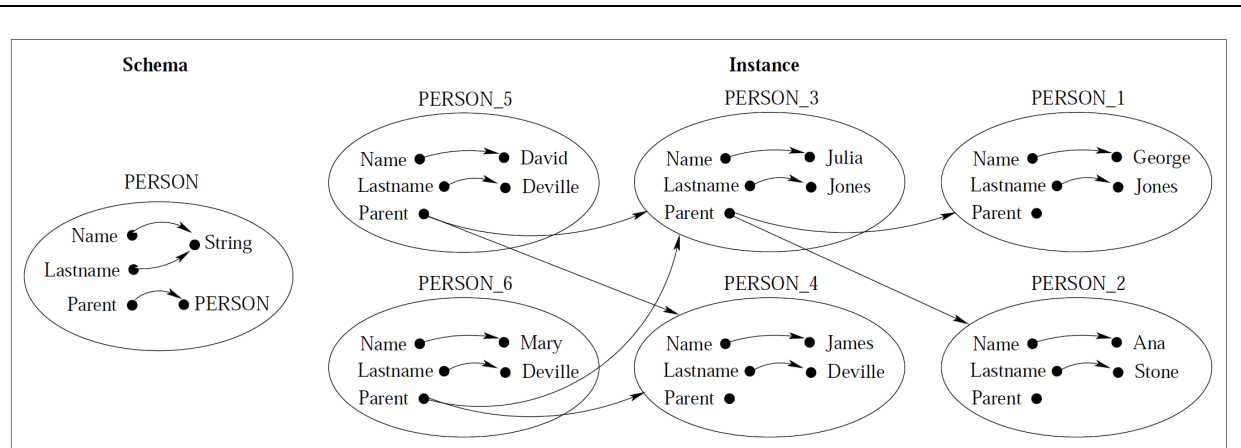 Schema
Instance
PERSON
Name
String
Lastname
Parent
PERSON
PERSON_5
Name
David
Lastname
Deville
Parent
PERSON_3
Name
Julia
Lastname
Jones
Parent
PERSON_1
Name
George
Lastname
Jones
Parent
PERSON_6
Name
Mary
Lastname
Deville
Parent
PERSON_4
Name
James
Lastname
Deville
Parent
PERSON_2
Name
Ana
Lastname
Stone
Parent